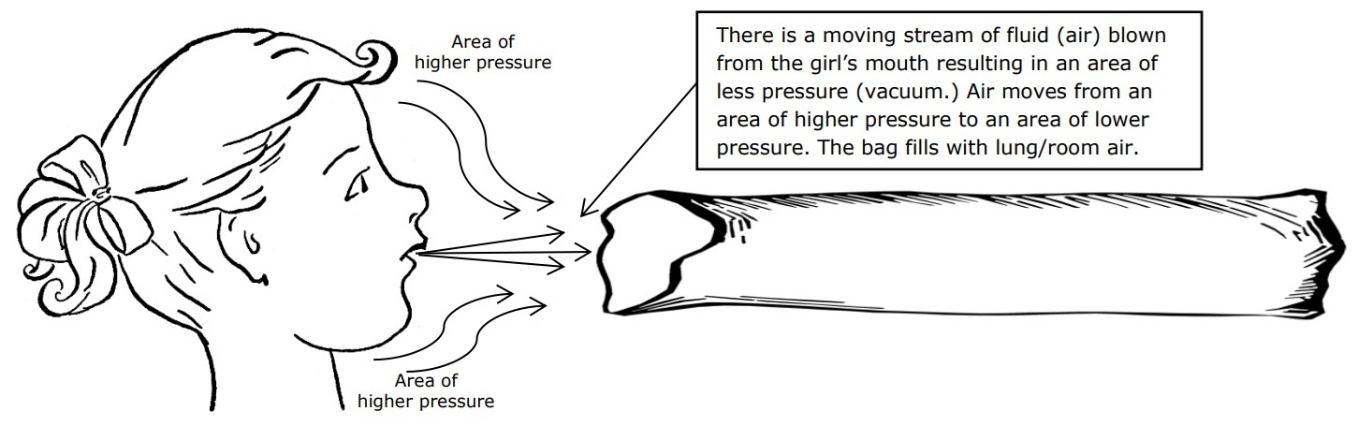 Area of
higher pressure
There is a moving stream of fluid (air) blown
from the girl’s mouth resulting in an area of
less pressure (vacuum.) Air moves from an
area of higher pressure to an area of lower
pressure. The bag fills with lung/room air.
Area of
higher pressure